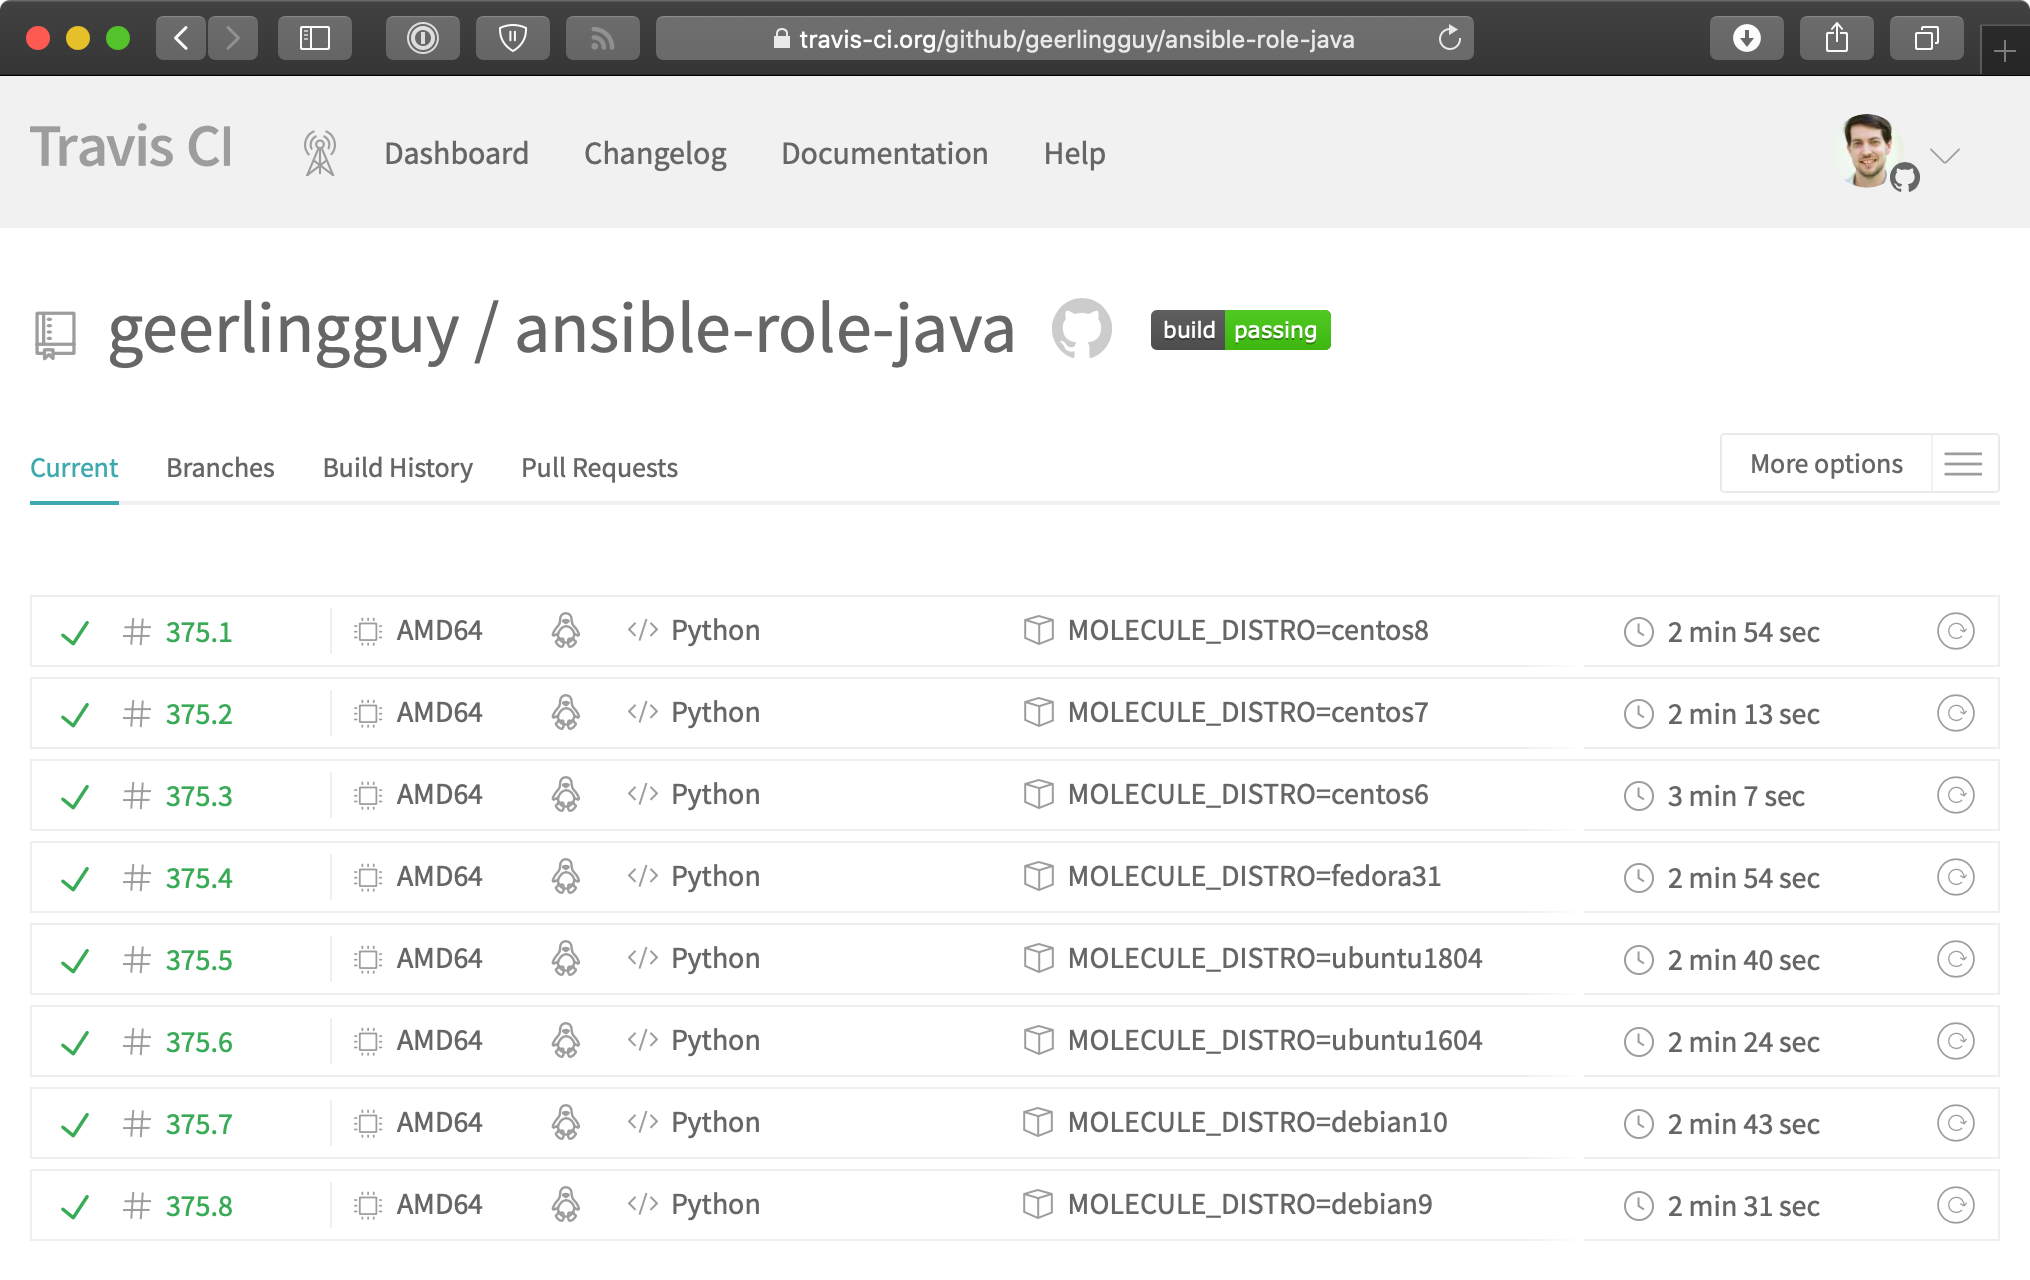 travis-ci.org/github/geerlingguy/ansible-role-java
Travis CI Dashboard Changelog Documentation Help
geerlingguy / ansible-role-java build passing
Current Branches Build History Pull Requests More options
# 375.1 AMD64 </> Python MOLECULE_DISTRO=centos8 2 min 54 sec
# 375.2 AMD64 </> Python MOLECULE_DISTRO=centos7 2 min 13 sec
# 375.3 AMD64 </> Python MOLECULE_DISTRO=centos6 3 min 7 sec
# 375.4 AMD64 </> Python MOLECULE_DISTRO=fedora31 2 min 54 sec
# 375.5 AMD64 </> Python MOLECULE_DISTRO=ubuntu1804 2 min 40 sec
# 375.6 AMD64 </> Python MOLECULE_DISTRO=ubuntu1604 2 min 24 sec
# 375.7 AMD64 </> Python MOLECULE_DISTRO=debian10 2 min 43 sec
# 375.8 AMD64 </> Python MOLECULE_DISTRO=debian9 2 min 31 sec